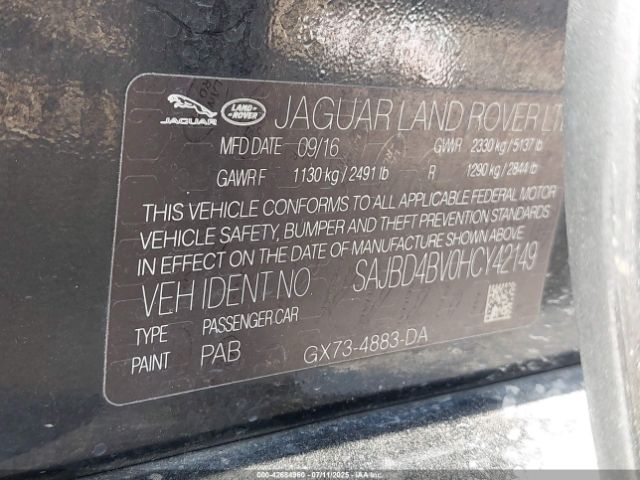 JAGUAR LAND-ROVER JAGUAR LAND ROVER LT
MFD DATE 09/16 GVWR 2330 kg / 5137 lb
GAWR F 1130 kg / 2491 lb R 1290 kg / 2844 lb
THIS VEHICLE CONFORMS TO ALL APPLICABLE FEDERAL MOTOR
VEHICLE SAFETY, BUMPER AND THEFT PREVENTION STANDARDS
IN EFFECT ON THE DATE OF MANUFACTURE SHOWN ABOVE.
VEH IDENT NO SAJBD4BV0HCY42149
TYPE PASSENGER CAR
PAINT PAB GX73-4883-DA
000-42684960 07/11/2025 IAAI.COM